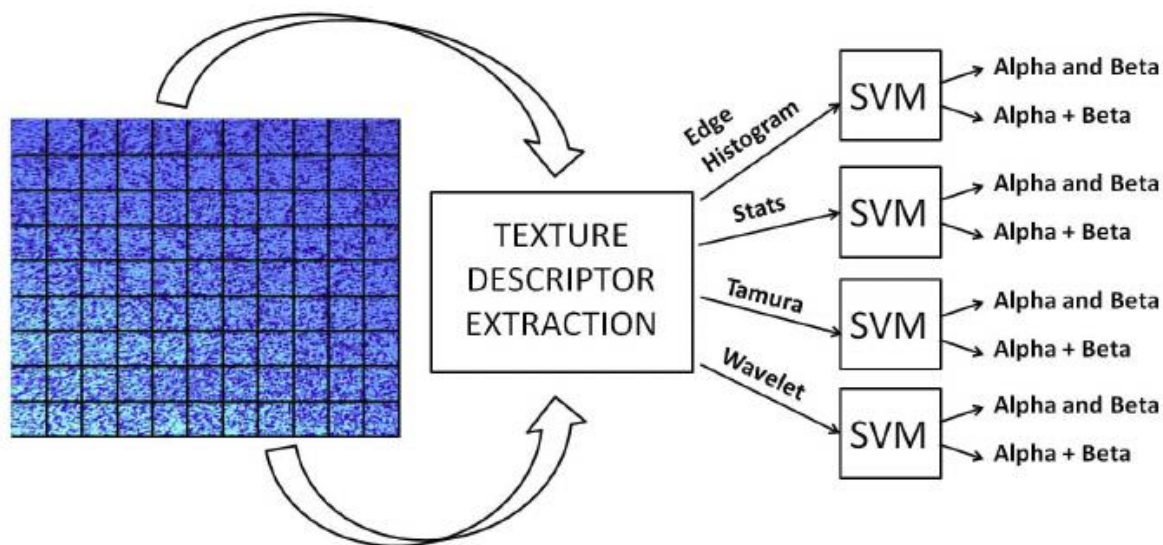 TEXTURE
DESCRIPTOR
EXTRACTION
Edge
Histogram
Stats
Tamura
Wavelet
SVM
Alpha and Beta
Alpha + Beta
SVM
Alpha and Beta
Alpha + Beta
SVM
Alpha and Beta
Alpha + Beta
SVM
Alpha and Beta
Alpha + Beta